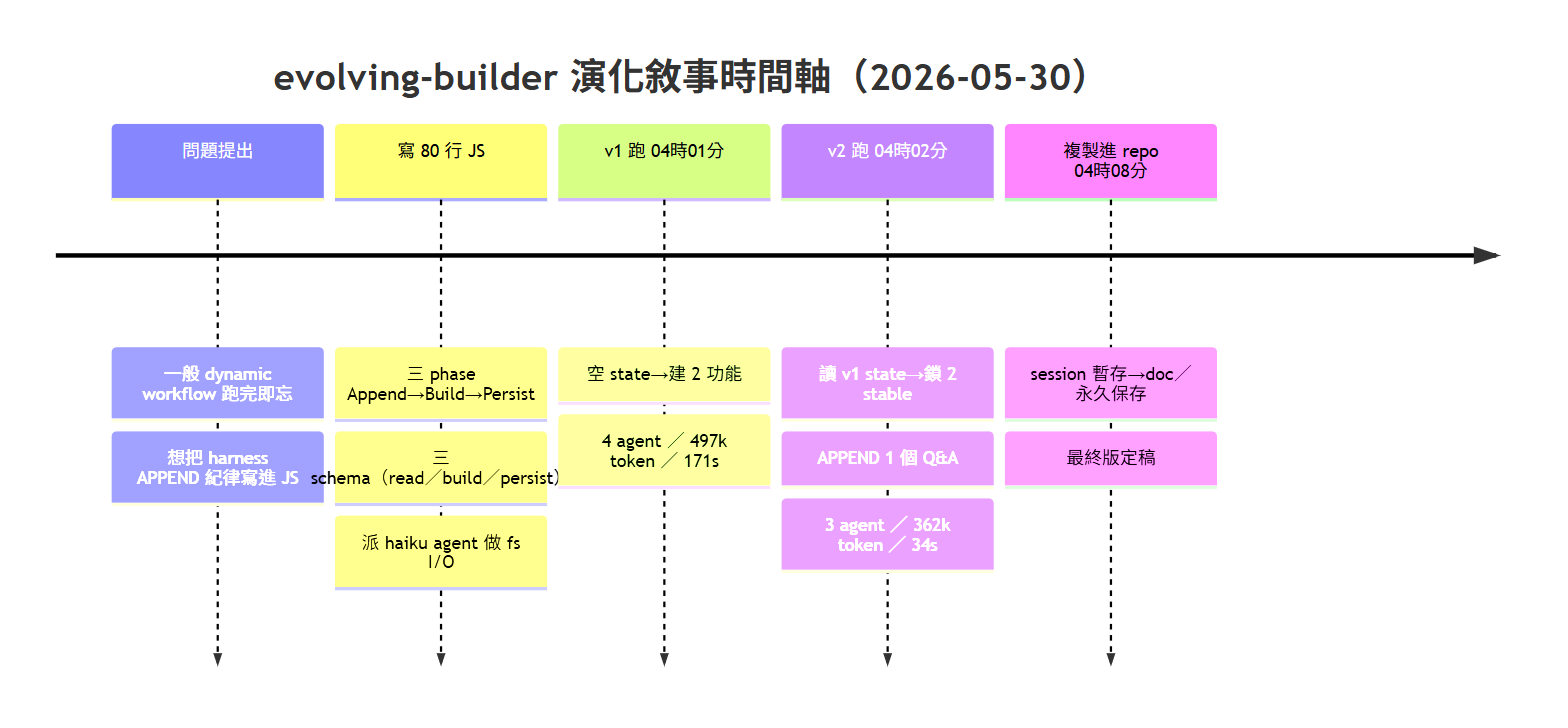 evolving-builder 演化敘事時間軸（2026-05-30）
問題提出
寫 80 行 JS
v1 跑 04時01分
v2 跑 04時02分
複製進 repo
04時08分
一般 dynamic
workflow 跑完即忘
想把 harness
APPEND 紀律寫進 JS
三 phase
Append→Build→Persist
三
schema（read／build／persist）
派 haiku agent 做 fs
I/O
空 state→建 2 功能
4 agent ／ 497k
token ／ 171s
讀 v1 state→鎖 2
stable
APPEND 1 個 Q&A
3 agent ／ 362k
token ／ 34s
session 暫存→doc／
永久保存
最終版定稿